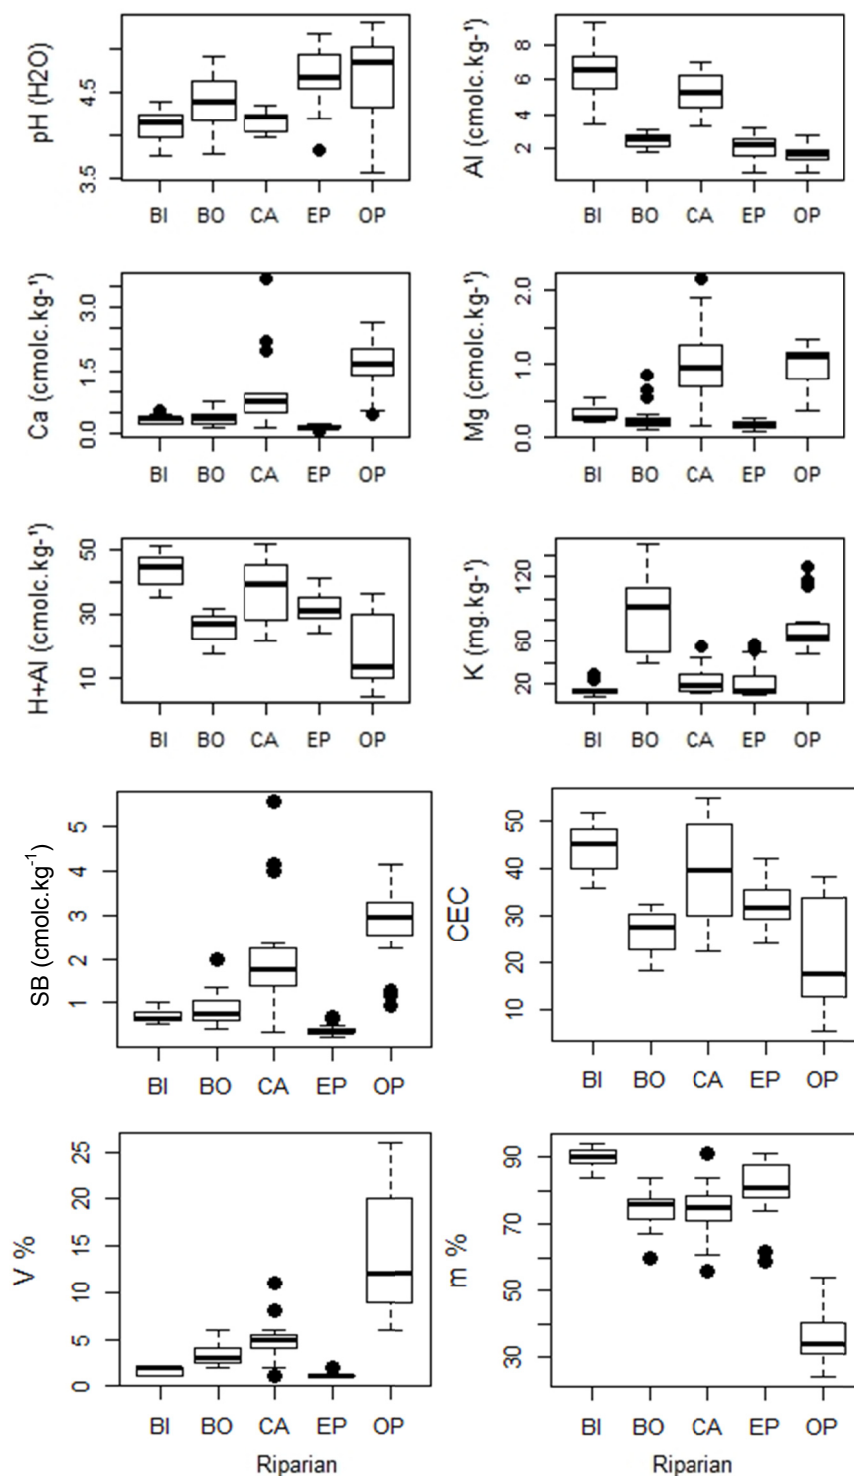 pH (H2O)
4.5
3.5
BI BO CA EP OP
Al (cmolc.kg-¹)
8
6
4
2
BI BO CA EP OP
Ca (cmolc.kg-¹)
3.0
1.5
0.0
BI BO CA EP OP
Mg (cmolc.kg-¹)
2.0
1.0
0.0
BI BO CA EP OP
H+Al (cmolc.kg-¹)
50
30
10
BI BO CA EP OP
K (mg.kg-¹)
120
60
20
BI BO CA EP OP
SB (cmolc.kg-1)
5
4
3
2
1
BI BO CA EP OP
CEC
50
40
30
20
10
BI BO CA EP OP
V %
25
20
15
10
5
0
BI BO CA EP OP
Riparian
m %
90
70
50
30
BI BO CA EP OP
Riparian